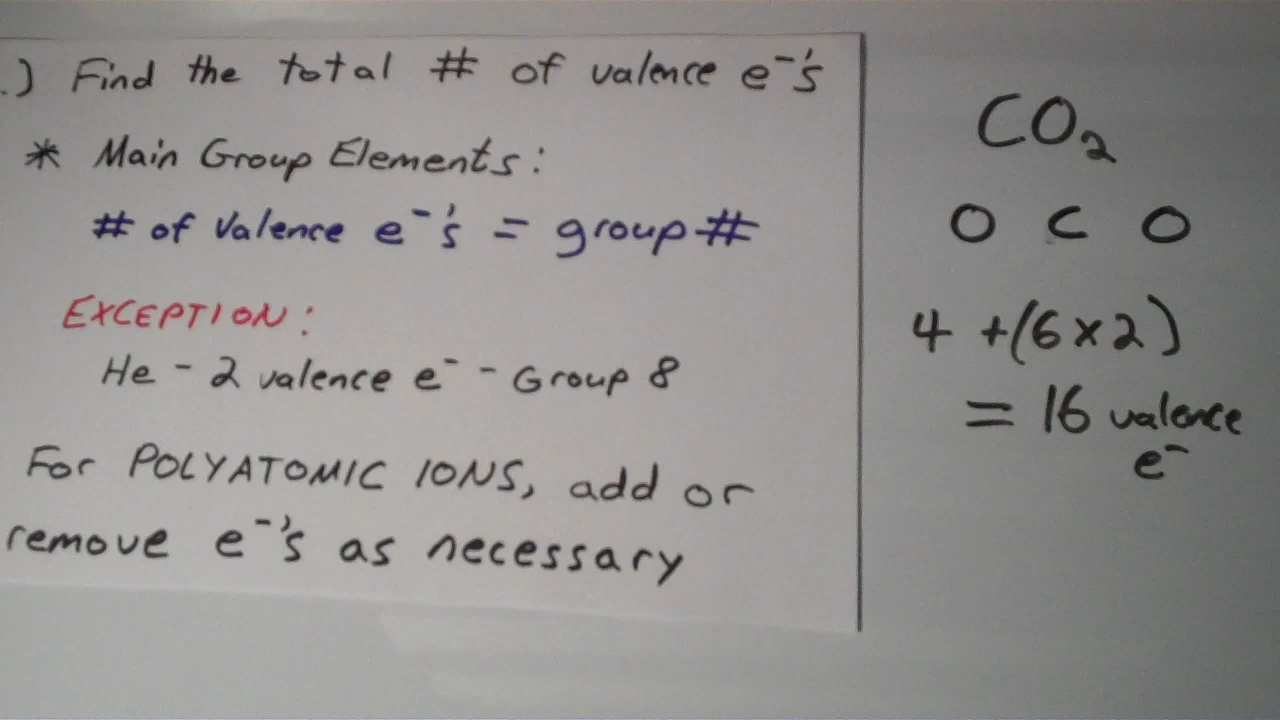 .) Find the total # of valence e⁻'s
* Main Group Elements:
# of Valence e⁻'s = group #
EXCEPTION:
He - 2 valence e⁻ - Group 8
For POLYATOMIC IONS, add or
remove e⁻'s as necessary
CO₂
O C O
4 + (6 x 2)
= 16 valence
e⁻